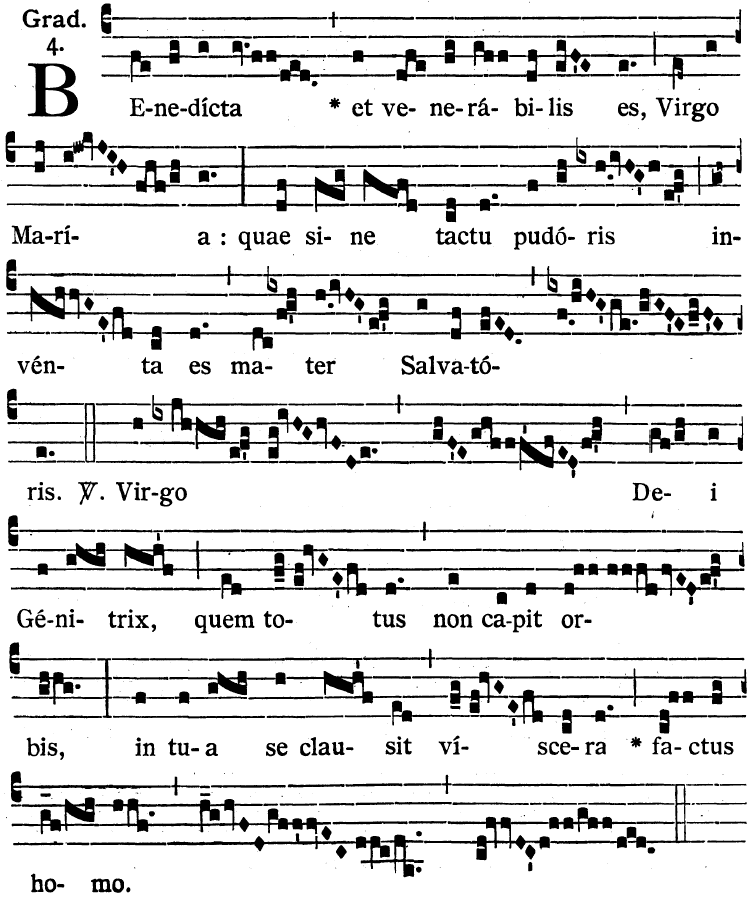 Grad.
4.
BE-ne-dícta * et ve- ne-rá- bi-lis es, Virgo
Ma-rí- a : quae si- ne tactu pudó- ris in-
vén- ta es ma- ter Salva-tó-
ris. ℣. Virgo De- i
Gé-ni- trix, quem to- tus non ca-pit or-
bis, in tu-a se clau- sit ví- sce-ra * fa-ctus
ho- mo.